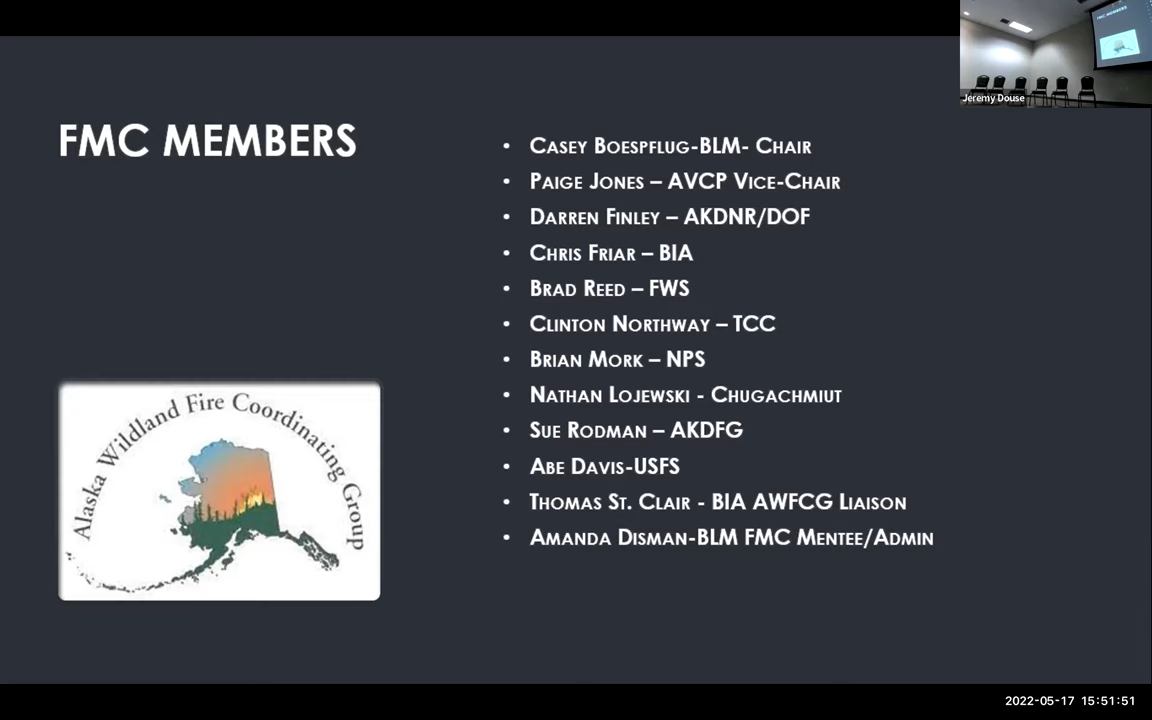 FMC MEMBERS
Casey Boespflug-BLM- Chair
Paige Jones – AVCP Vice-Chair
Darren Finley – AKDNR/DOF
Chris Friar – BIA
Brad Reed – FWS
Clinton Northway – TCC
Brian Mork – NPS
Nathan Lojewski - Chugachmiut
Sue Rodman – AKDFG
Abe Davis-USFS
Thomas St. Clair - BIA AWFCG Liaison
Amanda Disman-BLM FMC Mentee/Admin
Alaska Wildland Fire Coordinating Group
FMC MEMBERS
Jeremy Douse
2022-05-17 15:51:51